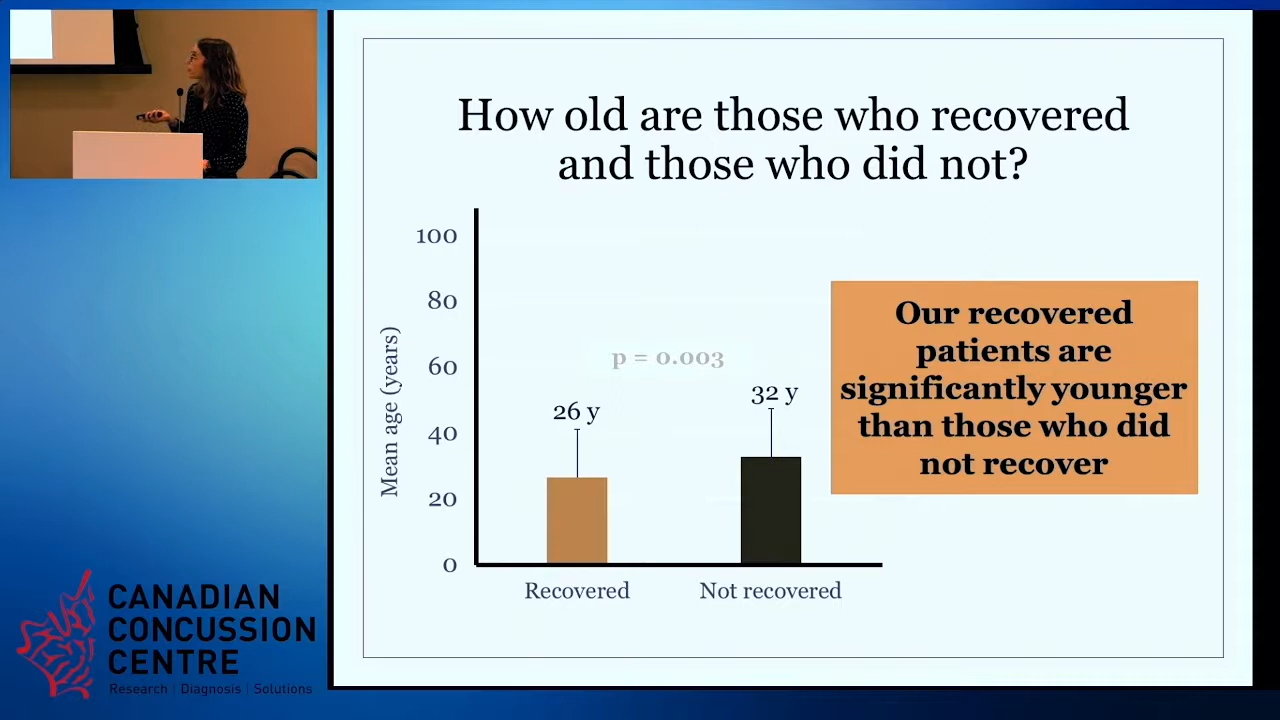 How old are those who recovered
and those who did not?
100
80
60
40
20
0
Mean age (years)
p = 0.003
26 y
32 y
Recovered
Not recovered
Our recovered
patients are
significantly younger
than those who did
not recover
CANADIAN
CONCUSSION
CENTRE
Research | Diagnosis | Solutions